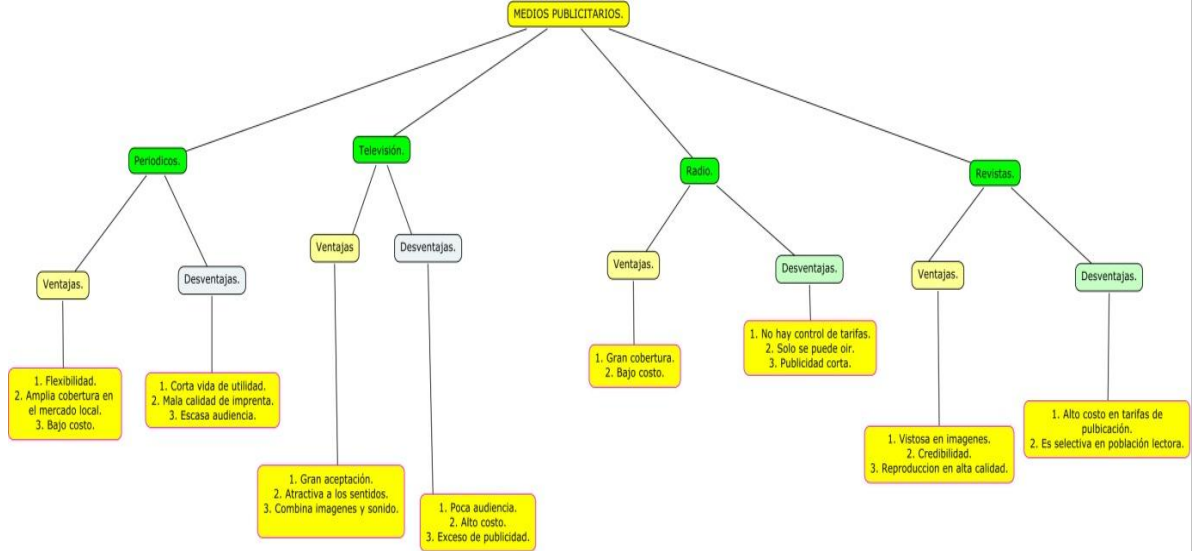 MEDIOS PUBLICITARIOS.
Periodicos.
Televisión.
Radio.
Revistas.
Ventajas.
Desventajas.
Ventajas
Desventajas.
Ventajas.
Desventajas.
Ventajas.
Desventajas.
1. Flexibilidad.
2. Amplia cobertura en
el mercado local.
3. Bajo costo.
1. Corta vida de utilidad.
2. Mala calidad de imprenta.
3. Escasa audiencia.
1. Gran aceptación.
2. Atractiva a los sentidos.
3. Combina imagenes y sonido.
1. Poca audiencia.
2. Alto costo.
3. Exceso de publicidad.
1. Gran cobertura.
2. Bajo costo.
1. No hay control de tarifas.
2. Solo se puede oir.
3. Publicidad corta.
1. Vistosa en imagenes.
2. Credibilidad.
3. Reproduccion en alta calidad.
1. Alto costo en tarifas de
pulbicación.
2. Es selectiva en población lectora.